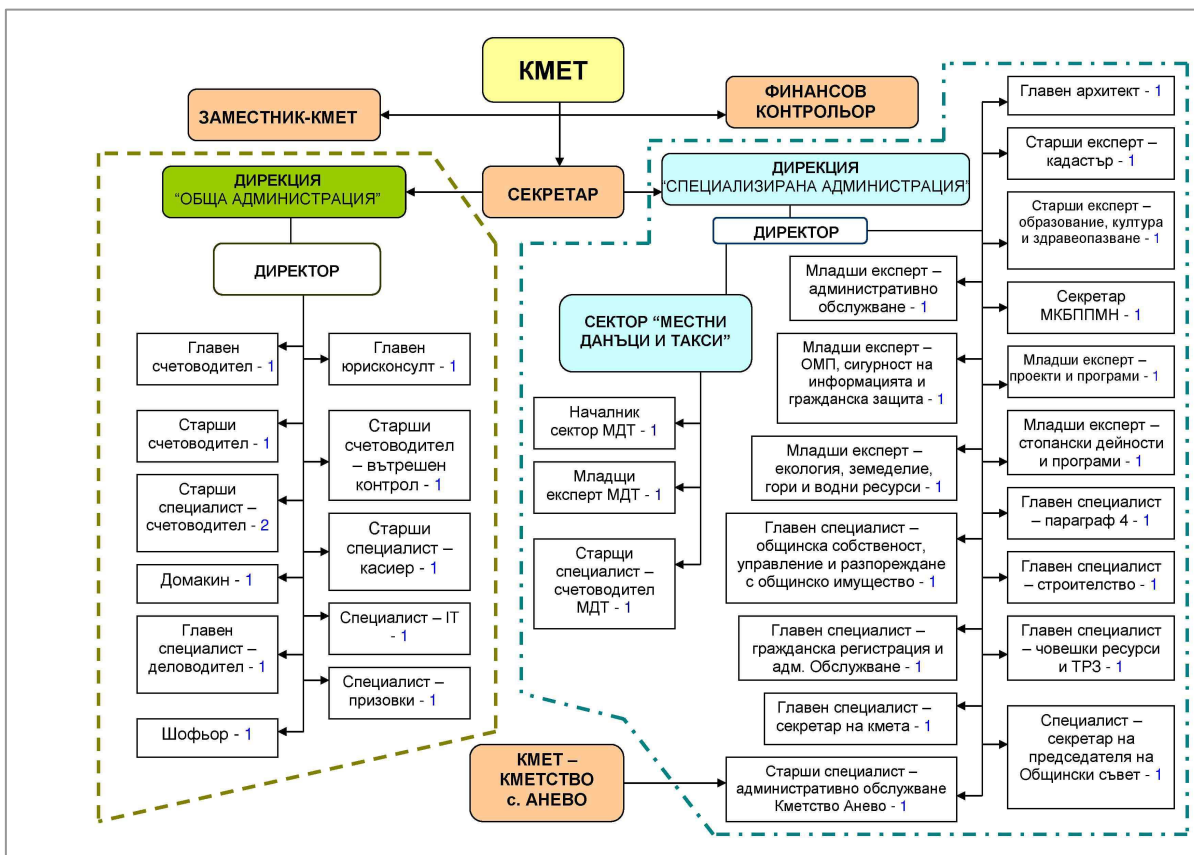 КМЕТ
ЗАМЕСТНИК-КМЕТ
ФИНАНСОВ
КОНТРОЛЬОР
СЕКРЕТАР
ДИРЕКЦИЯ
"ОБЩА АДМИНИСТРАЦИЯ"
ДИРЕКТОР
Главен
счетоводител - 1
Главен
юрисконсулт - 1
Старши
счетоводител - 1
Старши
счетоводител
– вътрешен
контрол - 1
Старши
специалист –
счетоводител - 2
Старши
специалист –
касиер - 1
Домакин - 1
Специалист – IT
- 1
Главен
специалист –
деловодител - 1
Специалист –
призовки - 1
Шофьор - 1
ДИРЕКЦИЯ
"СПЕЦИАЛИЗИРАНА АДМИНИСТРАЦИЯ"
ДИРЕКТОР
СЕКТОР "МЕСТНИ
ДАНЪЦИ И ТАКСИ"
Началник
сектор МДТ - 1
Младщи
експерт МДТ - 1
Старщи
специалист –
счетоводител
МДТ - 1
Младши експерт –
административно
обслужване - 1
Младши експерт –
ОМП, сигурност на
информацията и
гражданска защита - 1
Младши експерт –
екология, земеделие,
гори и водни ресурси - 1
Главен специалист –
общинска собственост,
управление и разпореждане
с общинско имущество - 1
Главен специалист –
гражданска регистрация и
адм. Обслужване - 1
Главен специалист –
секретар на кмета - 1
Старши специалист –
административно обслужване
Кметство Анево - 1
Главен архитект - 1
Старши експерт –
кадастър - 1
Старши експерт –
образование, култура
и здравеопазване - 1
Секретар
МКБППМН - 1
Младши експерт –
проекти и програми - 1
Младши експерт –
стопански дейности
и програми - 1
Главен специалист
– параграф 4 - 1
Главен специалист
– строителство - 1
Главен специалист
– човешки ресурси
и ТРЗ - 1
Специалист –
секретар на
председателя на
Общински съвет - 1
КМЕТ –
КМЕТСТВО
с. АНЕВО